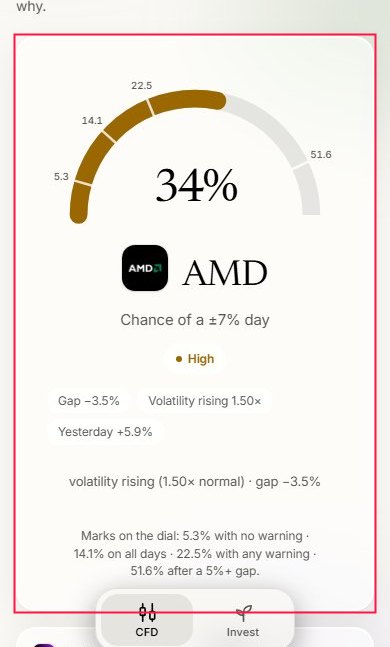 why.
22.5
14.1
51.6
5.3
34%
AMD AMD
Chance of a ±7% day
High
Gap −3.5% Volatility rising 1.50×
Yesterday +5.9%
volatility rising (1.50× normal) · gap −3.5%
Marks on the dial: 5.3% with no warning ·
14.1% on all days · 22.5% with any warning ·
51.6% after a 5%+ gap.
CFD Invest